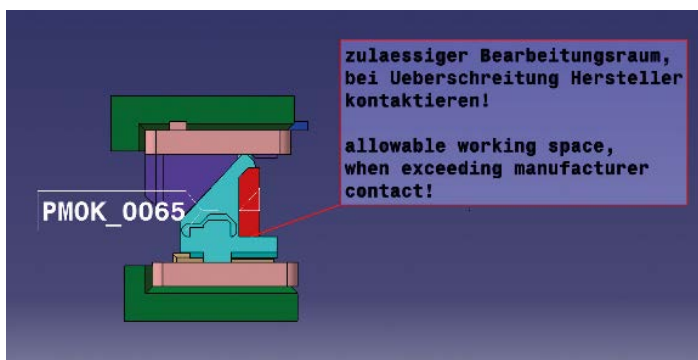 zulaessiger Bearbeitungsraum,
bei Ueberschreitung Hersteller
kontaktieren!
allowable working space,
when exceeding manufacturer
contact!
PMOK_0065